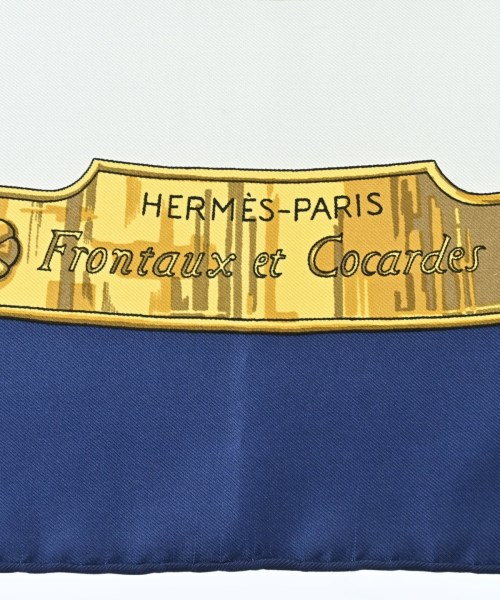 HERMÈS-PARIS
Frontaux et Cocardes